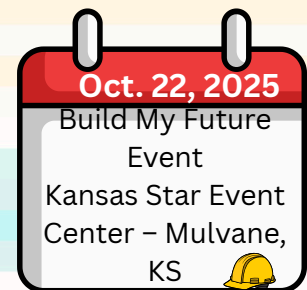 Oct. 22, 2025
Build My Future
Event
Kansas Star Event
Center – Mulvane,
KS